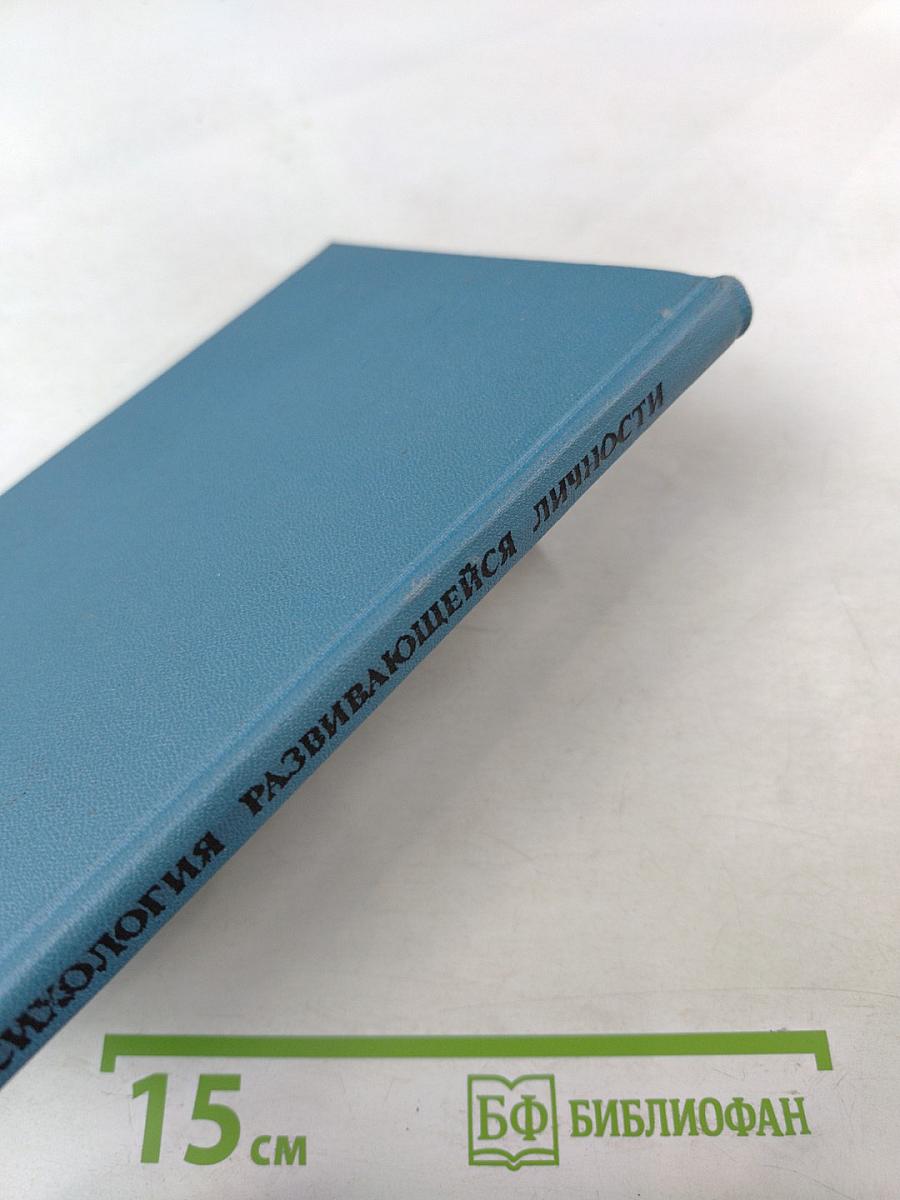 СИХОЛОГИЯ РАЗВИВАЮЩЕЙСЯ ЛИЧНОСТИ
15 см
БФ БИБЛИОФАН